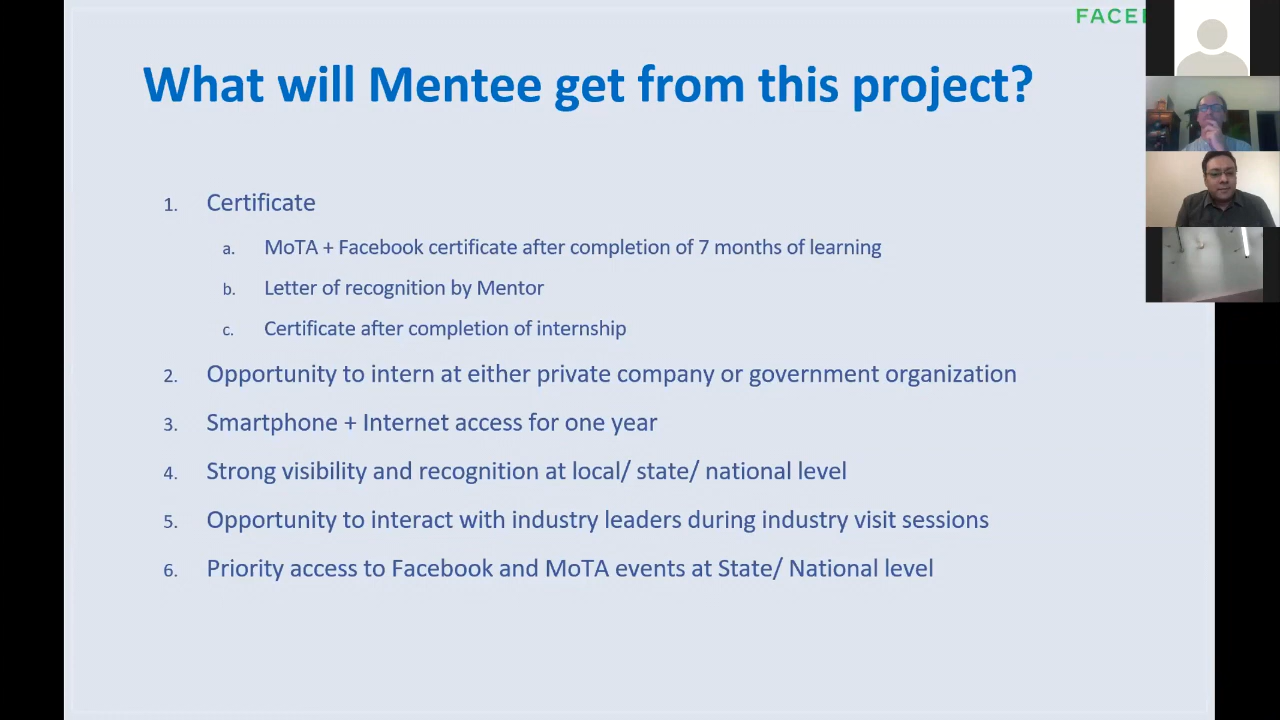 What will Mentee get from this project?
1. Certificate
a. MoTA + Facebook certificate after completion of 7 months of learning
b. Letter of recognition by Mentor
c. Certificate after completion of internship
2. Opportunity to intern at either private company or government organization
3. Smartphone + Internet access for one year
4. Strong visibility and recognition at local/ state/ national level
5. Opportunity to interact with industry leaders during industry visit sessions
6. Priority access to Facebook and MoTA events at State/ National level